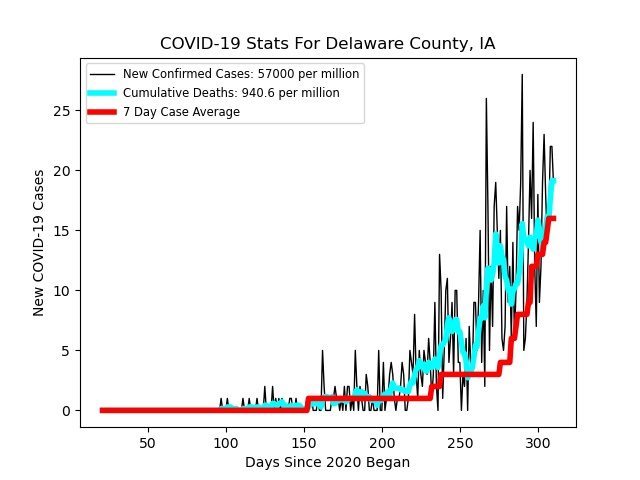 COVID-19 Stats For Delaware County, IA
New Confirmed Cases: 57000 per million
Cumulative Deaths: 940.6 per million
7 Day Case Average
New COVID-19 Cases
25
20
15
10
5
0
50 100 150 200 250 300
Days Since 2020 Began